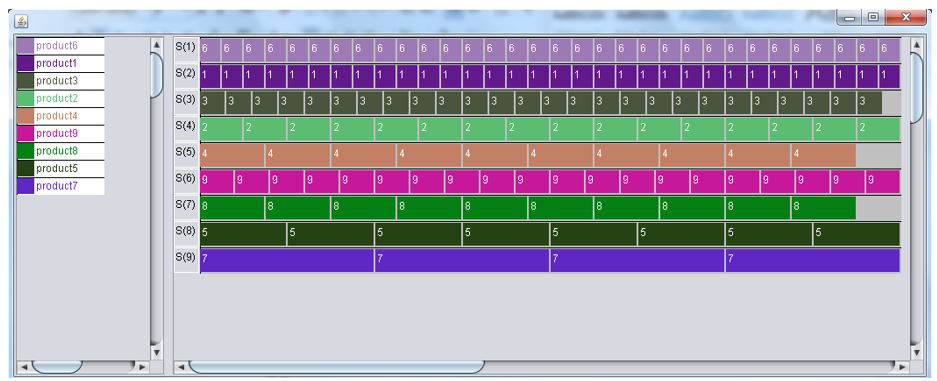 product6
product1
product3
product2
product4
product9
product8
product5
product7
S(1) 6 6 6 6 6 6 6 6 6 6 6 6 6 6 6 6 6 6 6 6 6 6 6 6 6 6 6 6 6 6 6 6
S(2) 1 1 1 1 1 1 1 1 1 1 1 1 1 1 1 1 1 1 1 1 1 1 1 1 1 1 1 1 1 1 1 1
S(3) 3 3 3 3 3 3 3 3 3 3 3 3 3 3 3 3 3 3 3 3 3 3 3 3 3 3
S(4) 2 2 2 2 2 2 2 2 2 2 2 2 2 2 2 2
S(5) 4 4 4 4 4 4 4 4 4 4
S(6) 9 9 9 9 9 9 9 9 9 9 9 9 9 9 9 9 9 9 9 9
S(7) 8 8 8 8 8 8 8 8 8 8
S(8) 5 5 5 5 5 5 5 5
S(9) 7 7 7 7